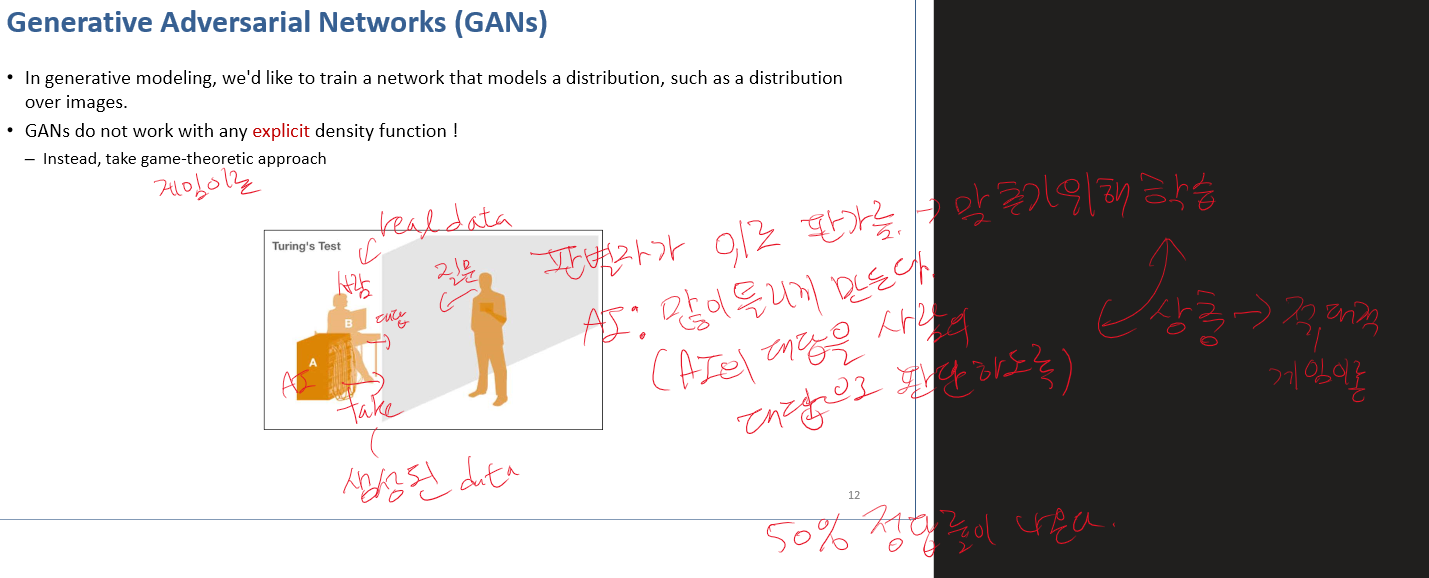 Generative Adversarial Networks (GANs)
• In generative modeling, we'd like to train a network that models a distribution, such as a distribution
over images.
• GANs do not work with any explicit density function !
– Instead, take game-theoretic approach
게임이론
real data
Turing's Test
질문
사람
B
대답
A
AI
fake
생성된 data
판별자가 위로 판가름. → 맞추기위해 학습
AI: 많이 틀리게 만든다.
(AI의 대답을 사람의
대답으로 판단하도록)
상충 → 적대적
게임이론
12
50% 정답률이 나온다.